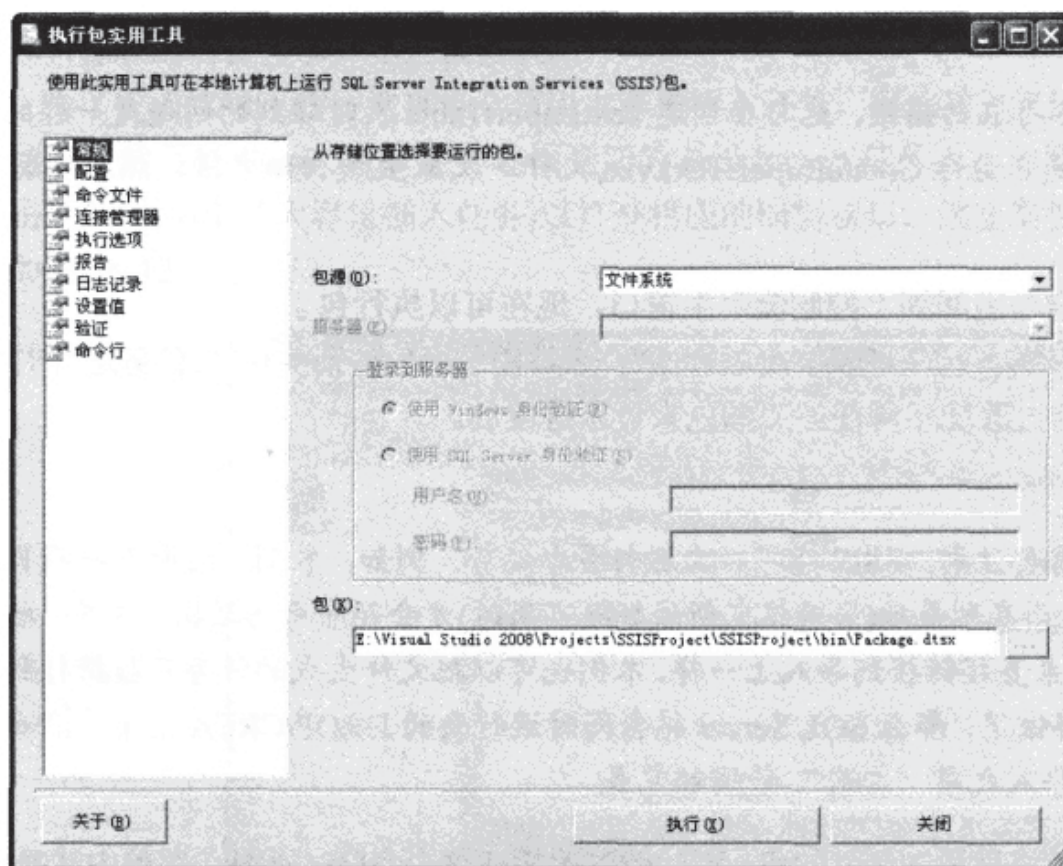 执行包实用工具
使用此实用工具可在本地计算机上运行 SQL Server Integration Services (SSIS)包。
常规
配置
命令文件
连接管理器
执行选项
报告
日志记录
设置值
验证
命令行
从存储位置选择要运行的包。
包源(O):
文件系统
服务器(E):
登录到服务器
使用 Windows 身份验证(W)
使用 SQL Server 身份验证(S)
用户名(U):
密码(P):
包(K):
E:\Visual Studio 2008\Projects\SSISProject\SSISProject\bin\Package.dtsx
...
关于(B)
执行(X)
关闭